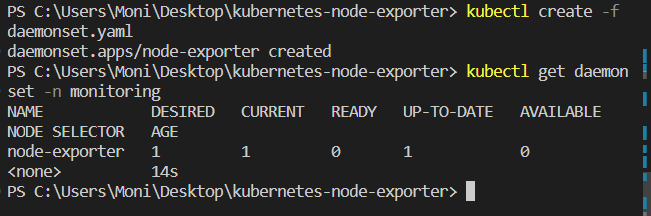 PS C:\Users\Moni\Desktop\kubernetes-node-exporter> kubectl create -f
daemonset.yaml
daemonset.apps/node-exporter created
PS C:\Users\Moni\Desktop\kubernetes-node-exporter> kubectl get daemon
set -n monitoring
NAME            DESIRED   CURRENT   READY   UP-TO-DATE   AVAILABLE
NODE SELECTOR   AGE
node-exporter   1         1         0       1            0
<none>          14s
PS C:\Users\Moni\Desktop\kubernetes-node-exporter>